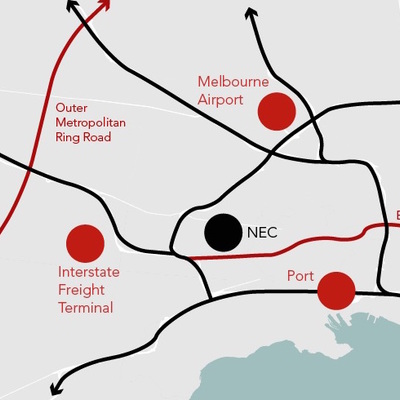 Melbourne
Airport
Outer
Metropolitan
Ring Road
NEC
Interstate
Freight
Terminal
Port